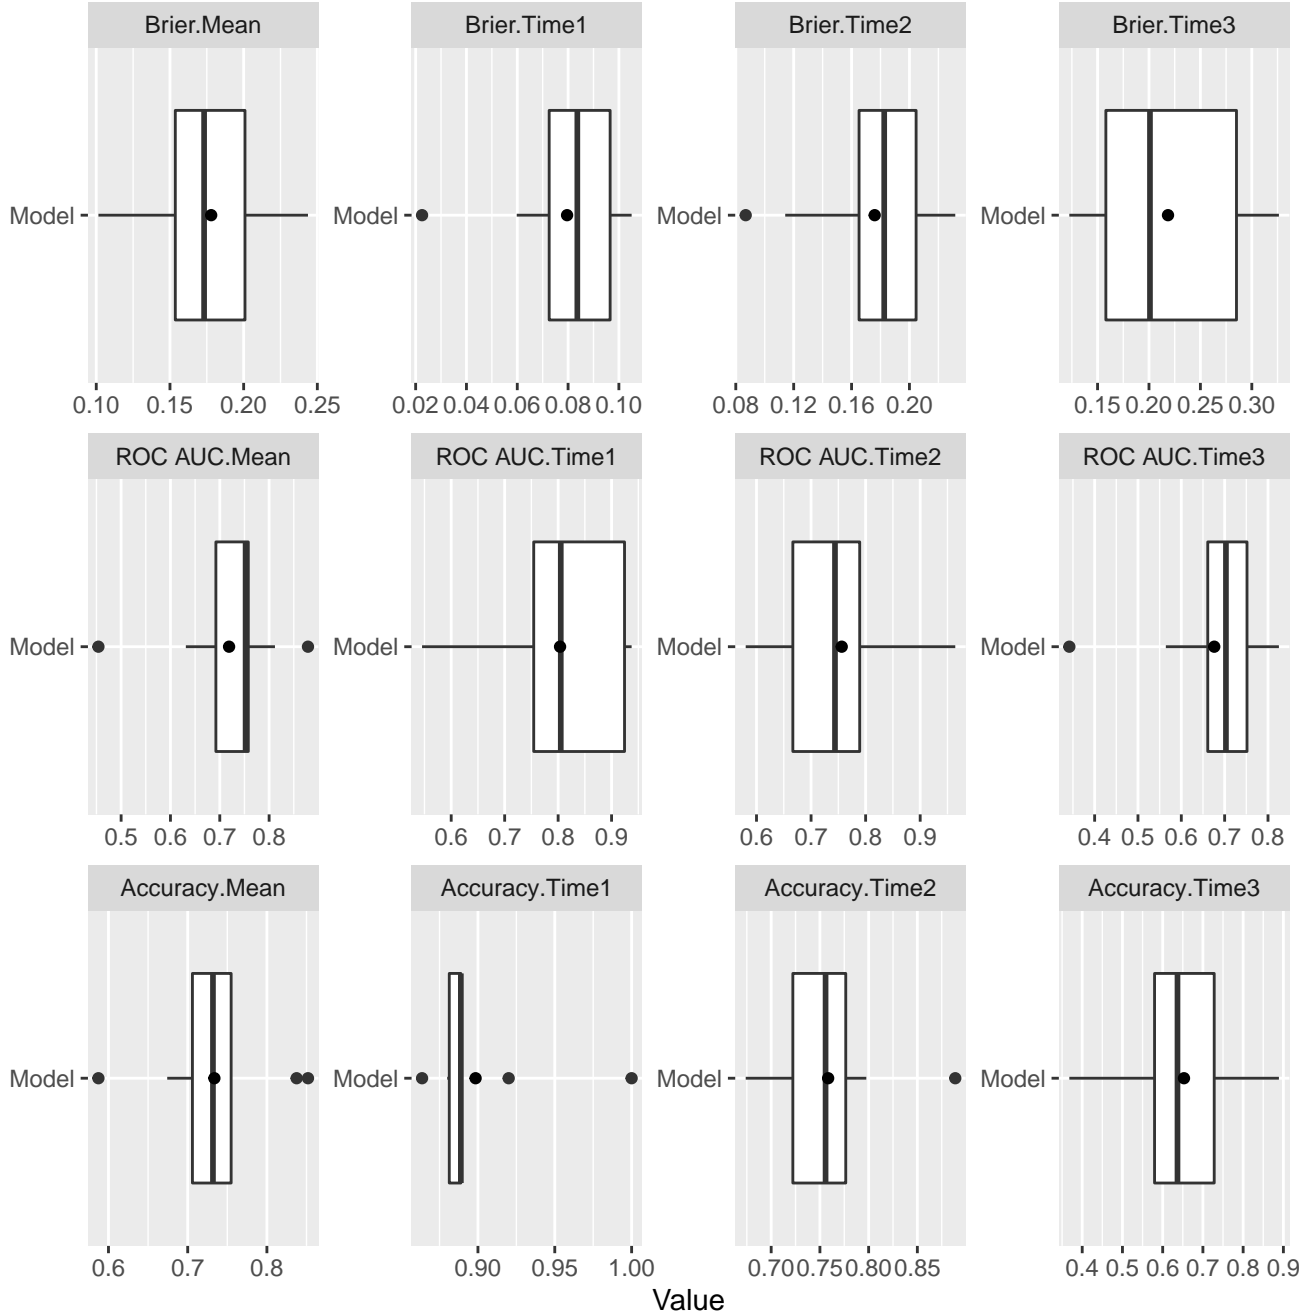 Brier.Mean Brier.Time1 Brier.Time2 Brier.Time3
Model Model Model Model
0.10 0.15 0.20 0.25 0.02 0.04 0.06 0.08 0.10 0.08 0.12 0.16 0.20 0.15 0.20 0.25 0.30
ROC AUC.Mean ROC AUC.Time1 ROC AUC.Time2 ROC AUC.Time3
Model Model Model Model
0.5 0.6 0.7 0.8 0.6 0.7 0.8 0.9 0.6 0.7 0.8 0.9 0.4 0.5 0.6 0.7 0.8
Accuracy.Mean Accuracy.Time1 Accuracy.Time2 Accuracy.Time3
Model Model Model Model
0.6 0.7 0.8 0.90 0.95 1.00 0.70 0.75 0.80 0.85 0.4 0.5 0.6 0.7 0.8 0.9
Value